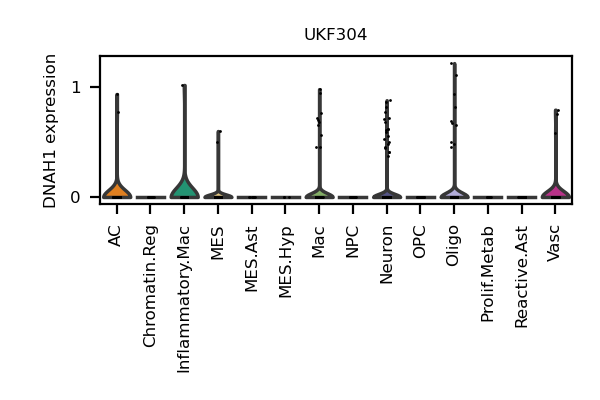 UKF304
DNAH1 expression
1
0
AC
Chromatin.Reg
Inflammatory.Mac
MES
MES.Ast
MES.Hyp
Mac
NPC
Neuron
OPC
Oligo
Prolif.Metab
Reactive.Ast
Vasc